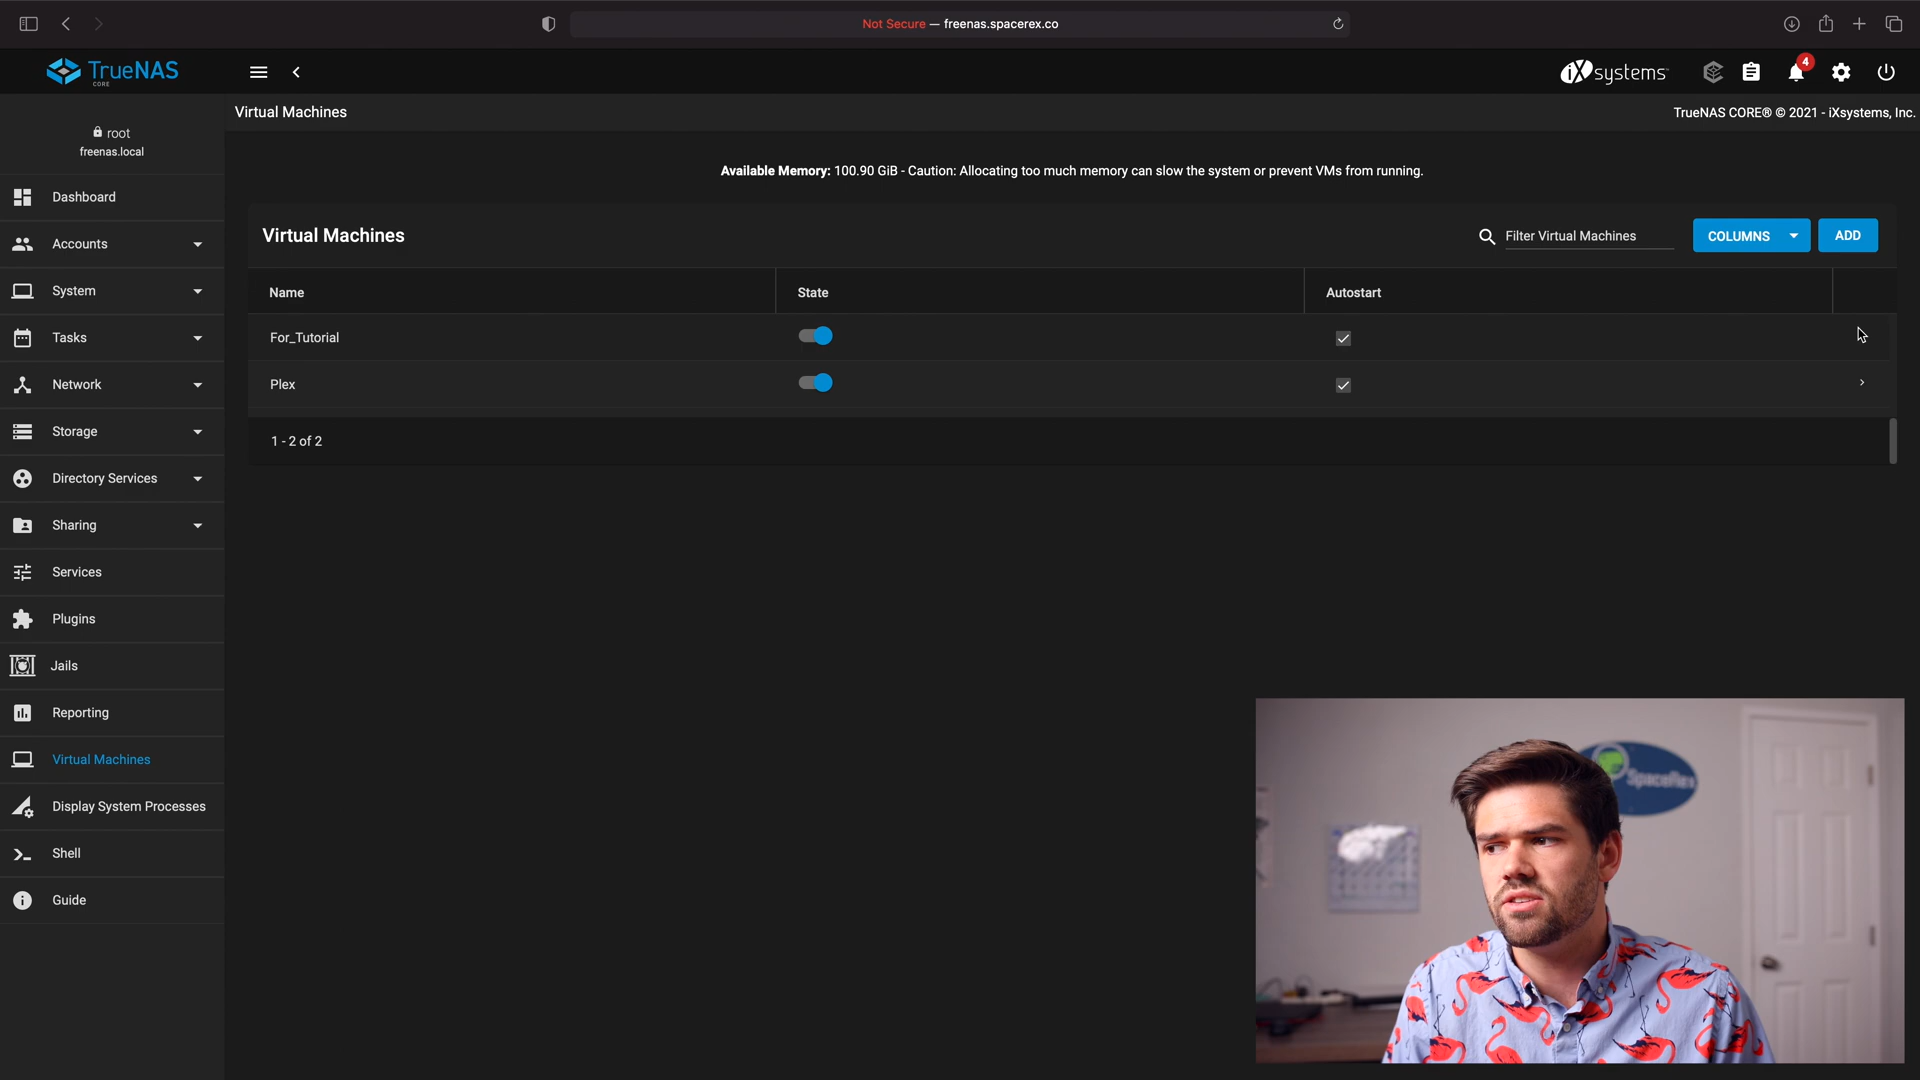 Not Secure — freenas.spacerex.co
TrueNAS
CORE
iXsystems
4
root
freenas.local
Virtual Machines
TrueNAS CORE® © 2021 - iXsystems, Inc.
Available Memory: 100.90 GiB - Caution: Allocating too much memory can slow the system or prevent VMs from running.
Dashboard
Accounts
System
Tasks
Network
Storage
Directory Services
Sharing
Services
Plugins
Jails
Reporting
Virtual Machines
Display System Processes
Shell
Guide
Virtual Machines
Filter Virtual Machines
COLUMNS
ADD
Name State Autostart
For_Tutorial
Plex
1 - 2 of 2
SpaceRex